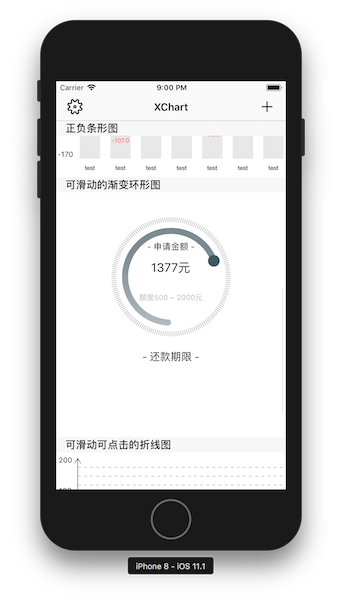 Carrier 9:00 PM
XChart
正负条形图
-107.0
-170
test test test test test test test
可滑动的渐变环形图
- 申请金额 -
1377元
额度500 ~ 2000元
- 还款期限 -
可滑动可点击的折线图
200
iPhone 8 - iOS 11.1